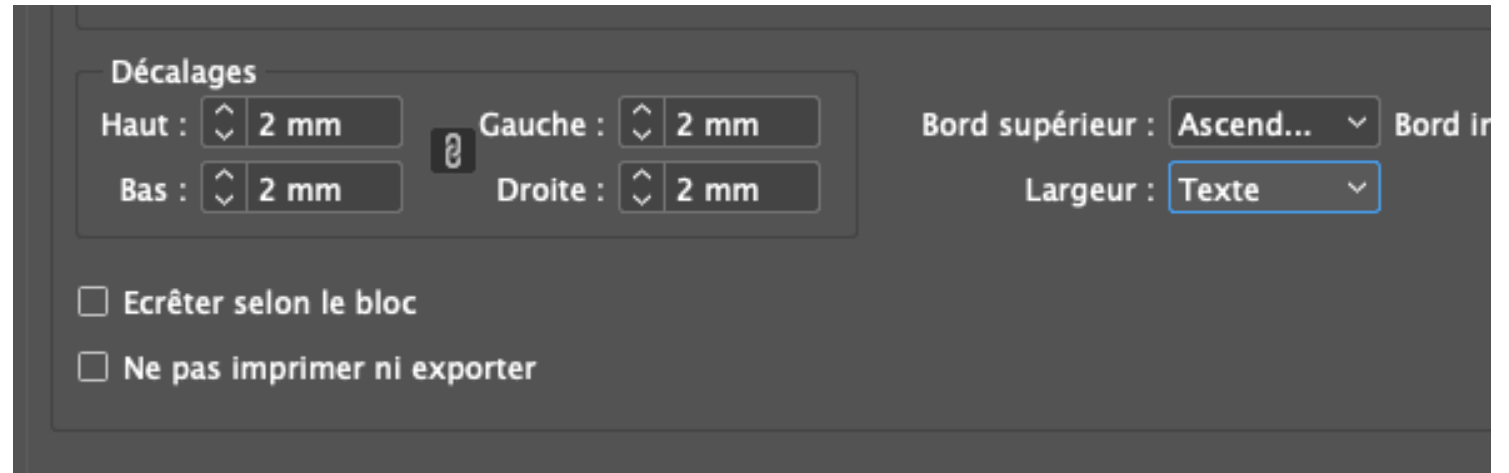 Décalages
Haut : 2 mm Gauche : 2 mm Bord supérieur : Ascend... Bord
Bas : 2 mm Droite : 2 mm Largeur : Texte
Ecrêter selon le bloc
Ne pas imprimer ni exporter